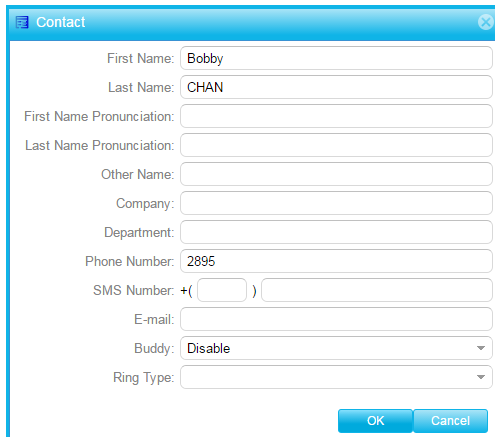 Contact
First Name: Bobby
Last Name: CHAN
First Name Pronunciation:
Last Name Pronunciation:
Other Name:
Company:
Department:
Phone Number: 2895
SMS Number: +( )
E-mail:
Buddy: Disable
Ring Type:
OK Cancel